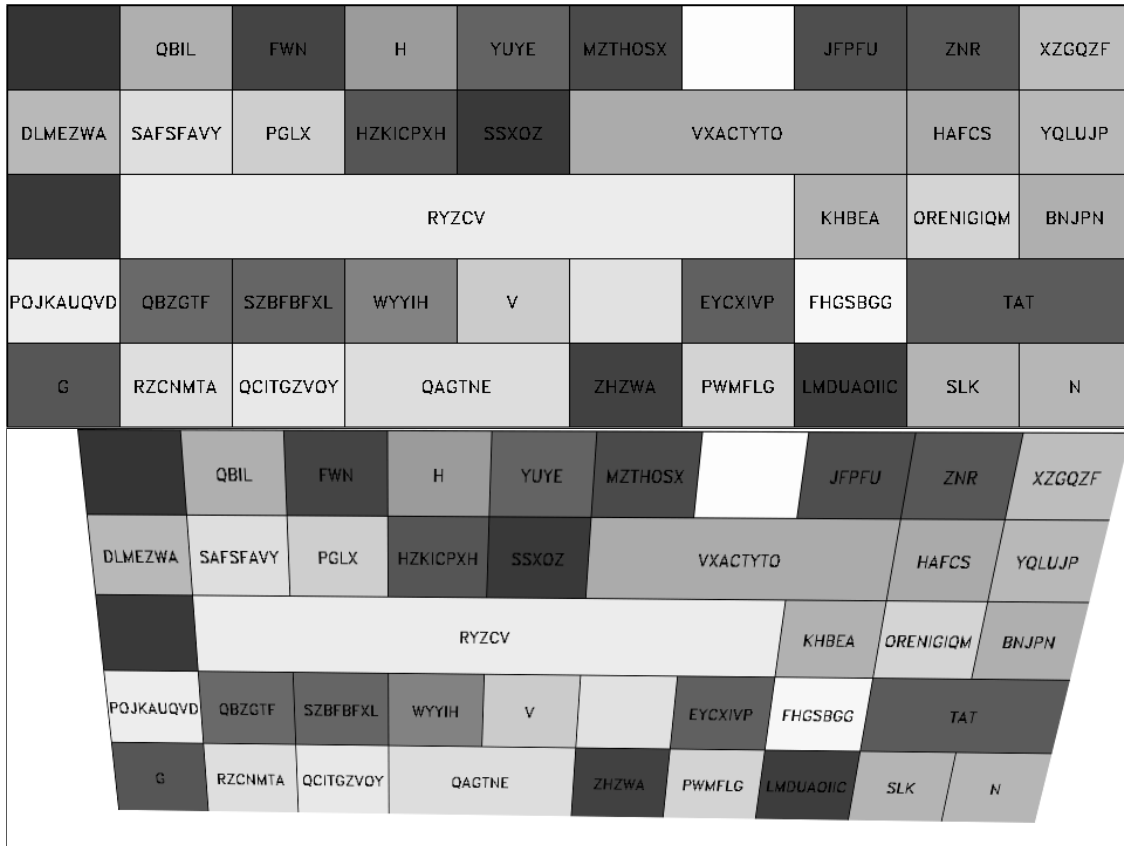 QBIL FWN H YUYE MZTHOSX JFPFU ZNR XZGQZF
DLMEZWA SAFSFAVY PGLX HZKICPXH SSXOZ VXACTYTO HAFCS YQLUJP
RYZCV KHBEA ORENIGIQM BNJPN
POJKAUQVD QBZGTF SZBFBFXL WYYIH V EYCXIVP FHGSBGG TAT
G RZCNMTA QCITGZVOY QAGTNE ZHZWA PWMFLG LMDUAOIIC SLK N
QBIL FWN H YUYE MZTHOSX JFPFU ZNR XZGQZF
DLMEZWA SAFSFAVY PGLX HZKICPXH SSXOZ VXACTYTO HAFCS YQLUJP
RYZCV KHBEA ORENIGIQM BNJPN
POJKAUQVD QBZGTF SZBFBFXL WYYIH V EYCXIVP FHGSBGG TAT
G RZCNMTA QCITGZVOY QAGTNE ZHZWA PWMFLG LMDUAOIIC SLK N